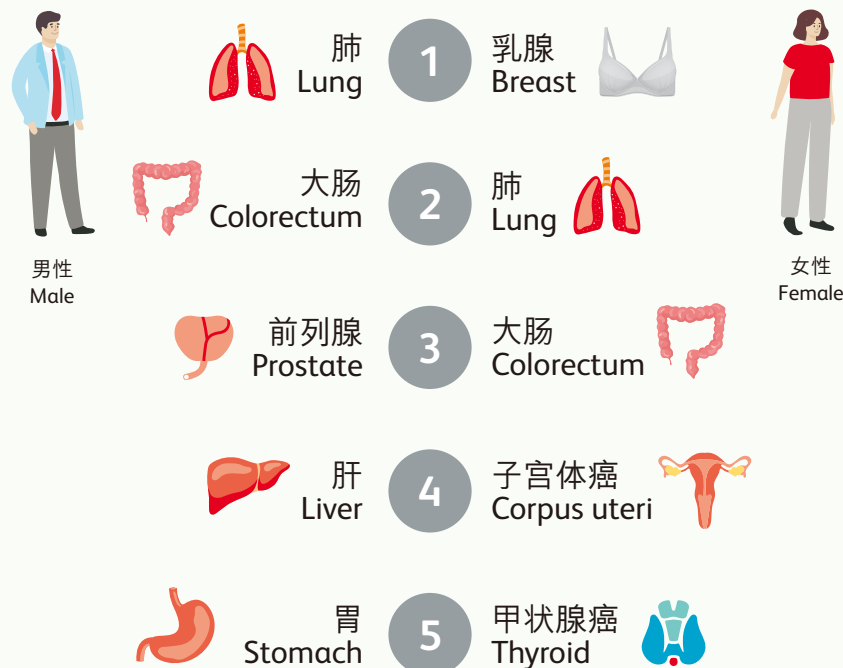 肺
Lung
1
乳腺
Breast
大肠
Colorectum
2
肺
Lung
男性
Male
女性
Female
前列腺
Prostate
3
大肠
Colorectum
肝
Liver
4
子宫体癌
Corpus uteri
胃
Stomach
5
甲状腺癌
Thyroid